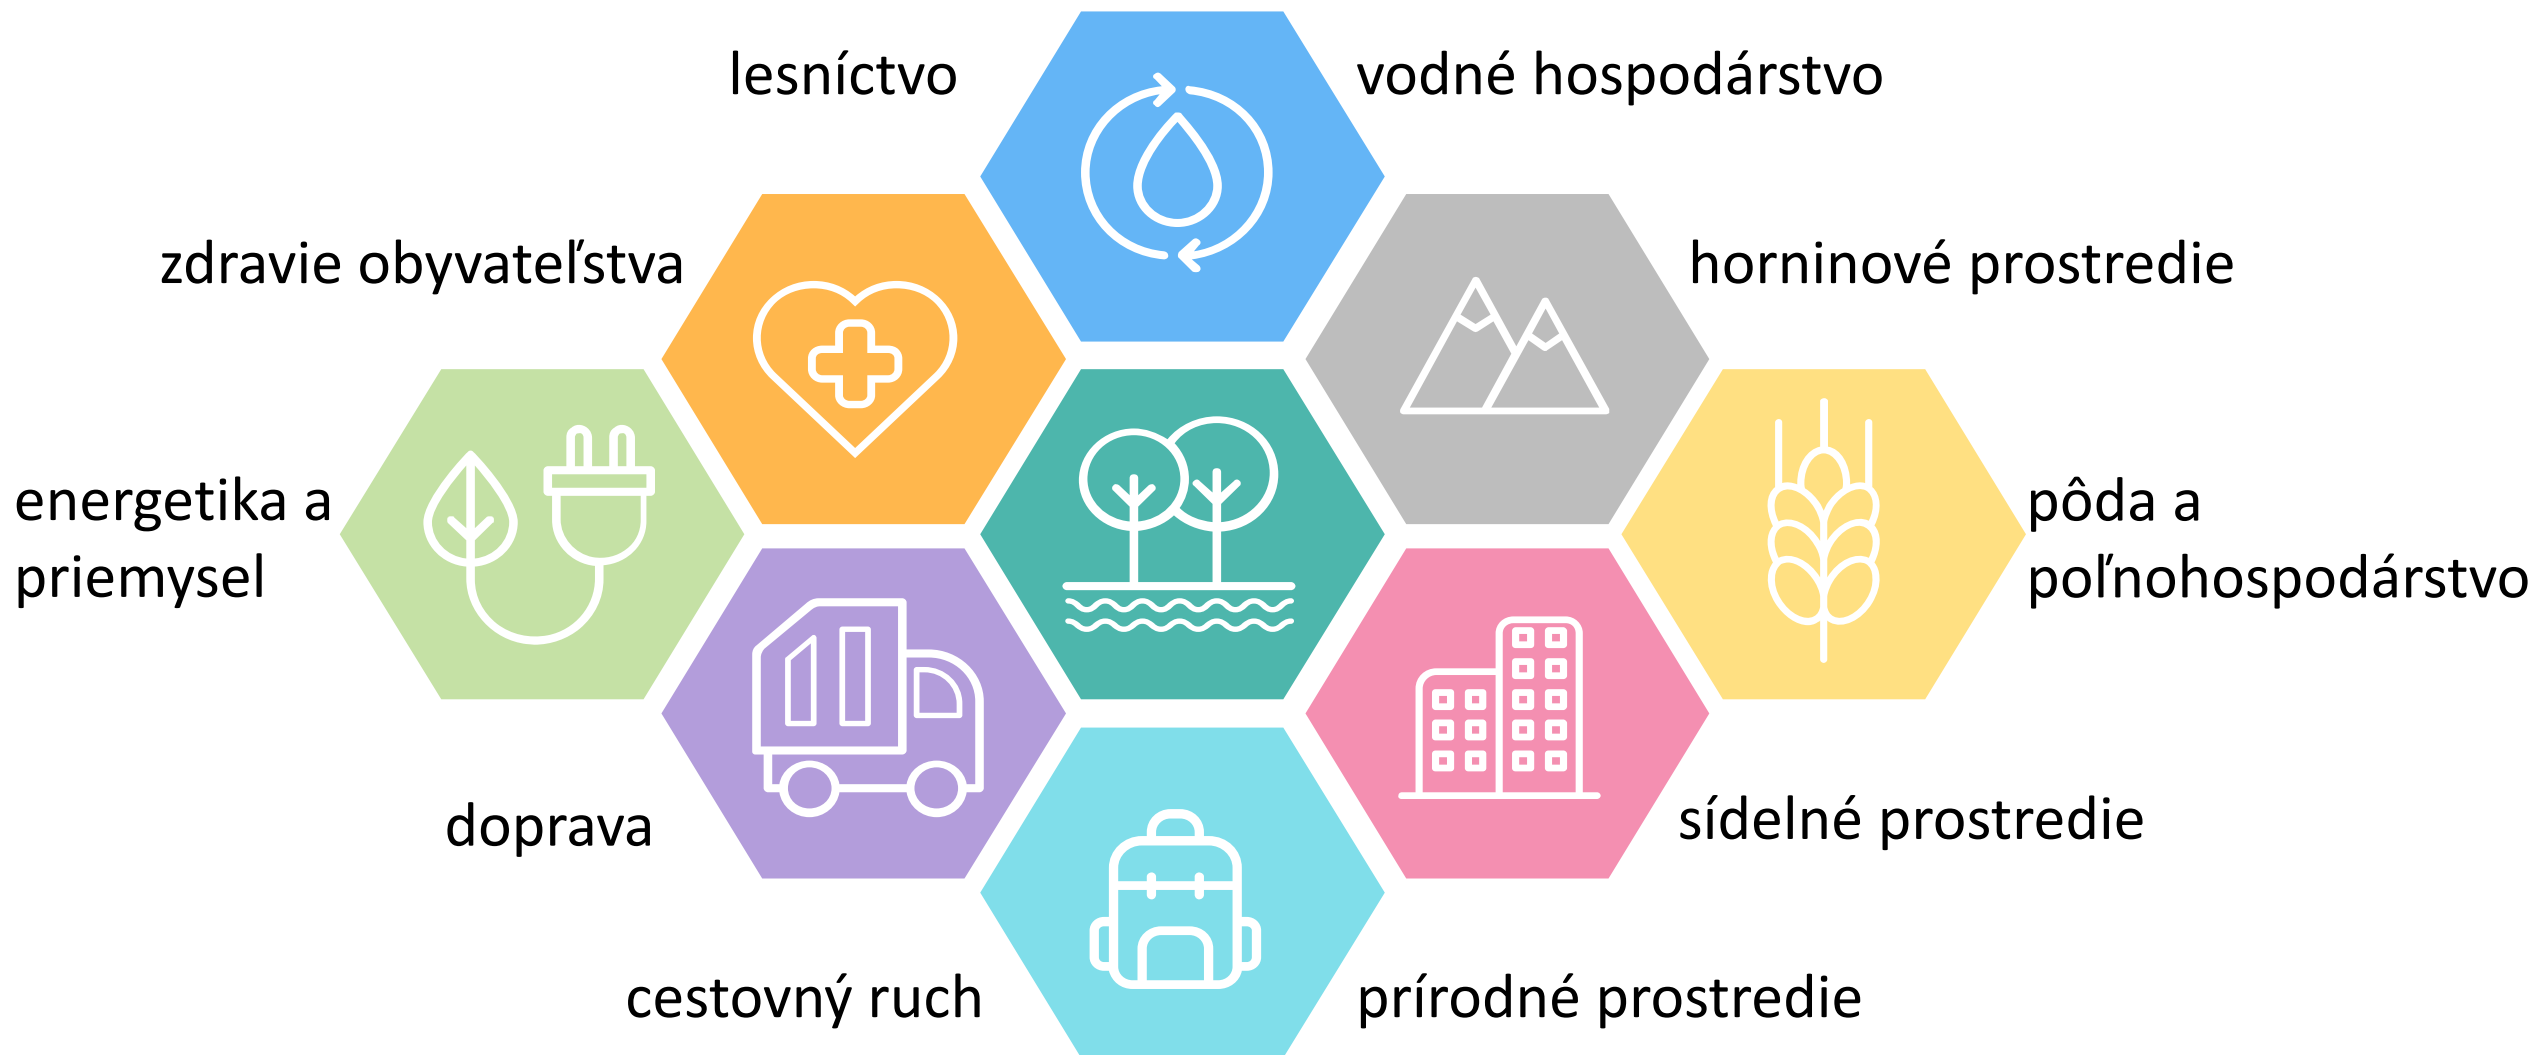 lesníctvo
vodné hospodárstvo
zdravie obyvateľstva
horninové prostredie
energetika a
priemysel
pôda a
poľnohospodárstvo
doprava
sídelné prostredie
cestovný ruch
prírodné prostredie